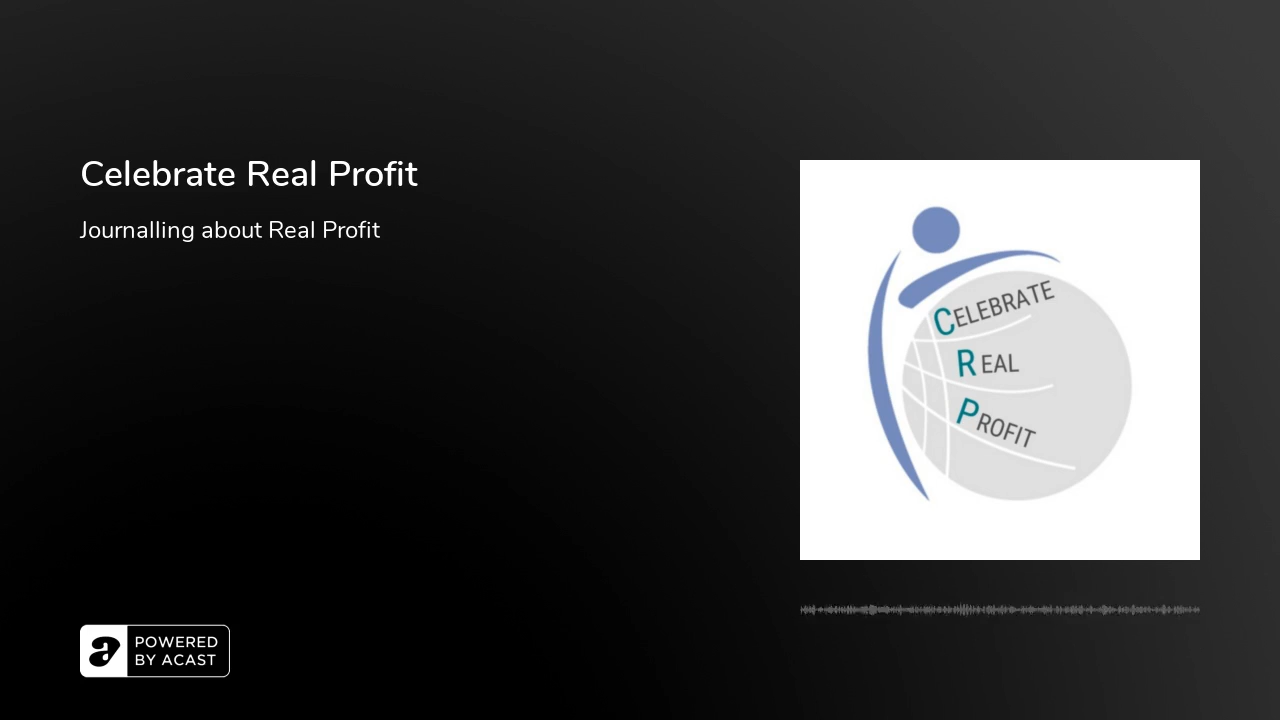 Celebrate Real Profit
Journalling about Real Profit
CELEBRATE
REAL
PROFIT
POWERED
BY ACAST